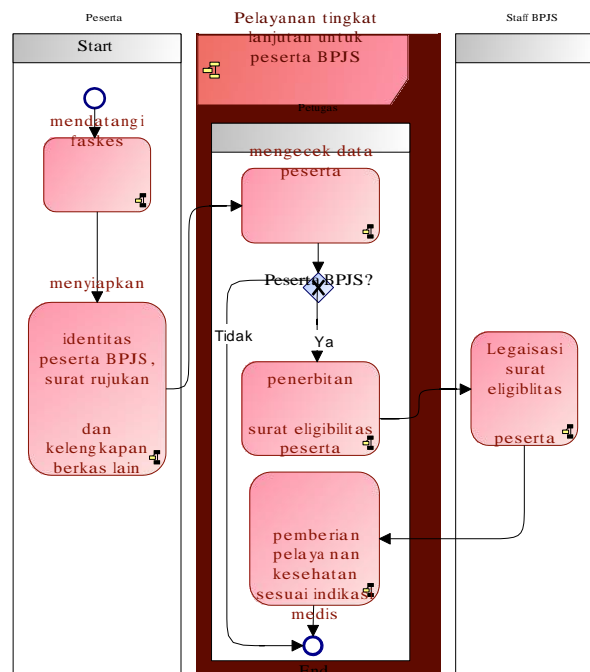 Peserta
Pelayanan tingkat
lanjutan untuk
peserta BPJS
Staff BPJS
Start
Petugas
mendatangi
faskes
mengecek data
peserta
menyiapkan
identitas
peserta BPJS,
surat rujukan
dan
kelengkapan
berkas lain
Peserta BPJS?
Tidak
Ya
penerbitan
surat eligibilitas
peserta
Legaisasi
surat
eligiblitas
peserta
pemberian
pelayanan
kesehatan
sesuai indikasi
medis
End